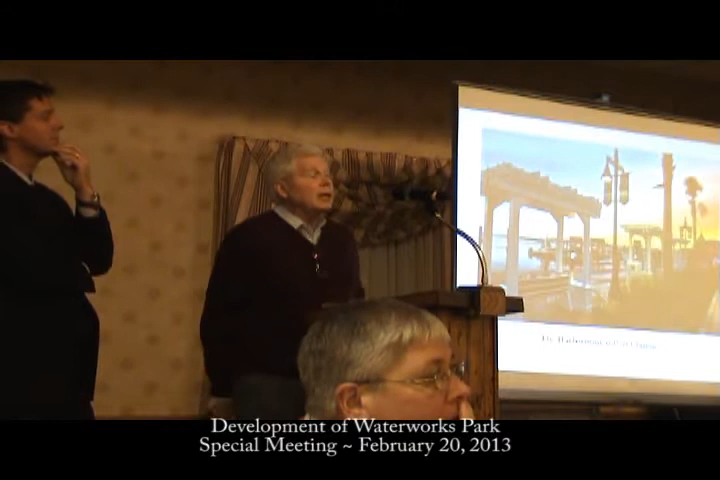 Development of Waterworks Park
Special Meeting ~ February 20, 2013